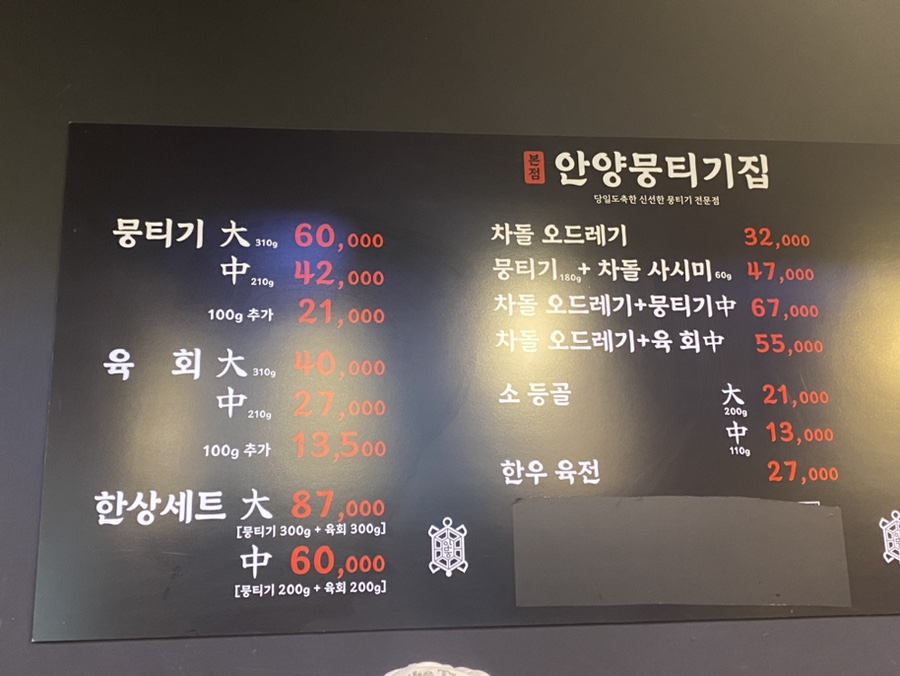 본점 안양뭉티기집
당일도축한 신선한 뭉티기 전문점
뭉티기 大 310g 60,000
中 210g 42,000
100g 추가 21,000
육 회 大 310g 40,000
中 210g 27,000
100g 추가 13,500
한상세트 大 87,000
[뭉티기 300g + 육회 300g]
中 60,000
[뭉티기 200g + 육회 200g]
차돌 오드레기 32,000
뭉티기 180g + 차돌 사시미 60g 47,000
차돌 오드레기+뭉티기中 67,000
차돌 오드레기+육 회中 55,000
소 등골 大 200g 21,000
中 110g 13,000
한우 육전 27,000